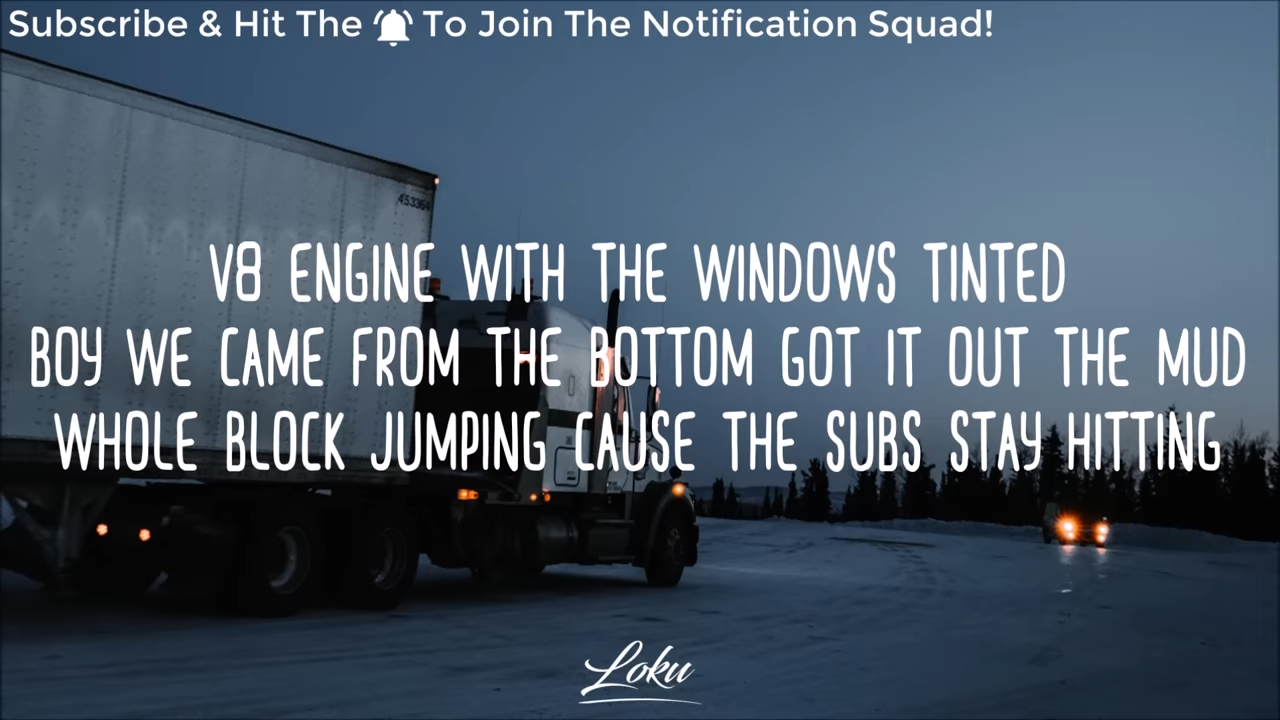 Subscribe & Hit The 🔔 To Join The Notification Squad!
453364
V8 ENGINE WITH THE WINDOWS TINTED
BOY WE CAME FROM THE BOTTOM GOT IT OUT THE MUD
WHOLE BLOCK JUMPING CAUSE THE SUBS STAY HITTING
Loku